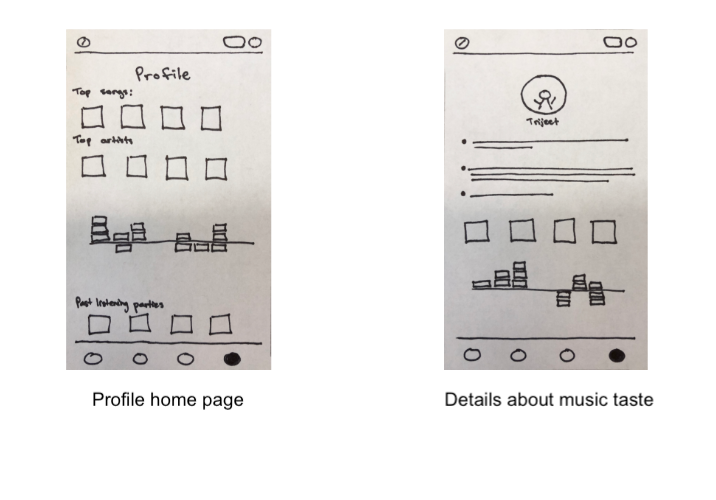 Profile
Top songs:
Top artists
Past listening parties
Profile home page
Trijeet
Details about music taste